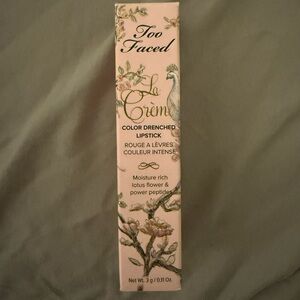 Too
Faced
La
Crème
COLOR DRENCHED
LIPSTICK
ROUGE A LÈVRES
COULEUR INTENSE
Moisture rich
lotus flower &
power peptides
Net Wt. 3 g / 0.11 Oz.